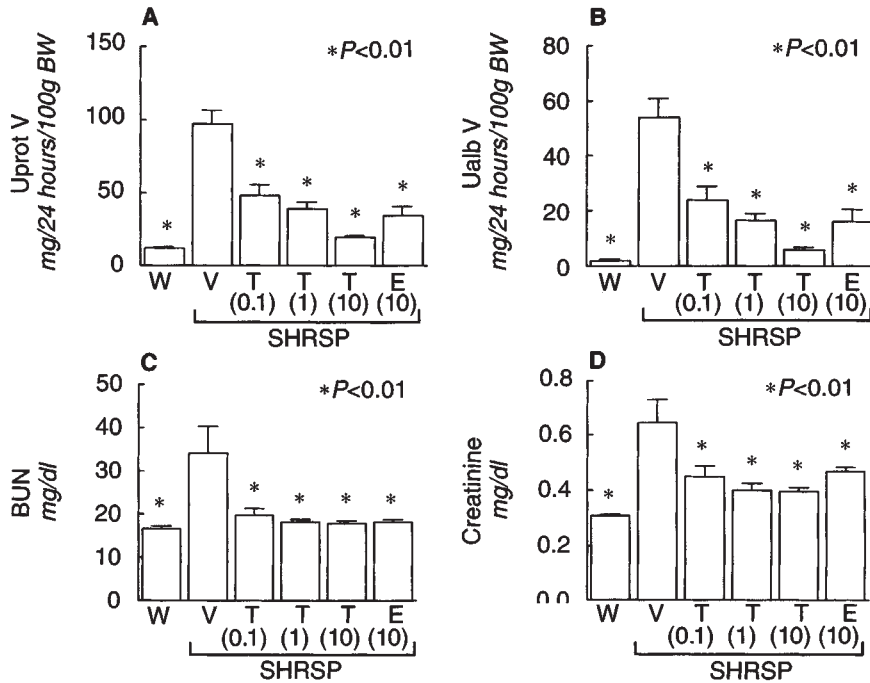 A
Uprot V
mg/24 hours/100g BW
150
100
50
0
*P<0.01
*
*
*
*
*
W V T T T E
(0.1) (1) (10) (10)
SHRSP
B
Ualb V
mg/24 hours/100g BW
80
60
40
20
0
*P<0.01
*
*
*
*
*
W V T T T E
(0.1) (1) (10) (10)
SHRSP
C
BUN
mg/dl
50
40
30
20
10
0
*P<0.01
*
*
*
*
*
W V T T T E
(0.1) (1) (10) (10)
SHRSP
D
Creatinine
mg/dl
0.8
0.6
0.4
0.2
0.0
*P<0.01
*
*
*
*
*
W V T T T E
(0.1) (1) (10) (10)
SHRSP